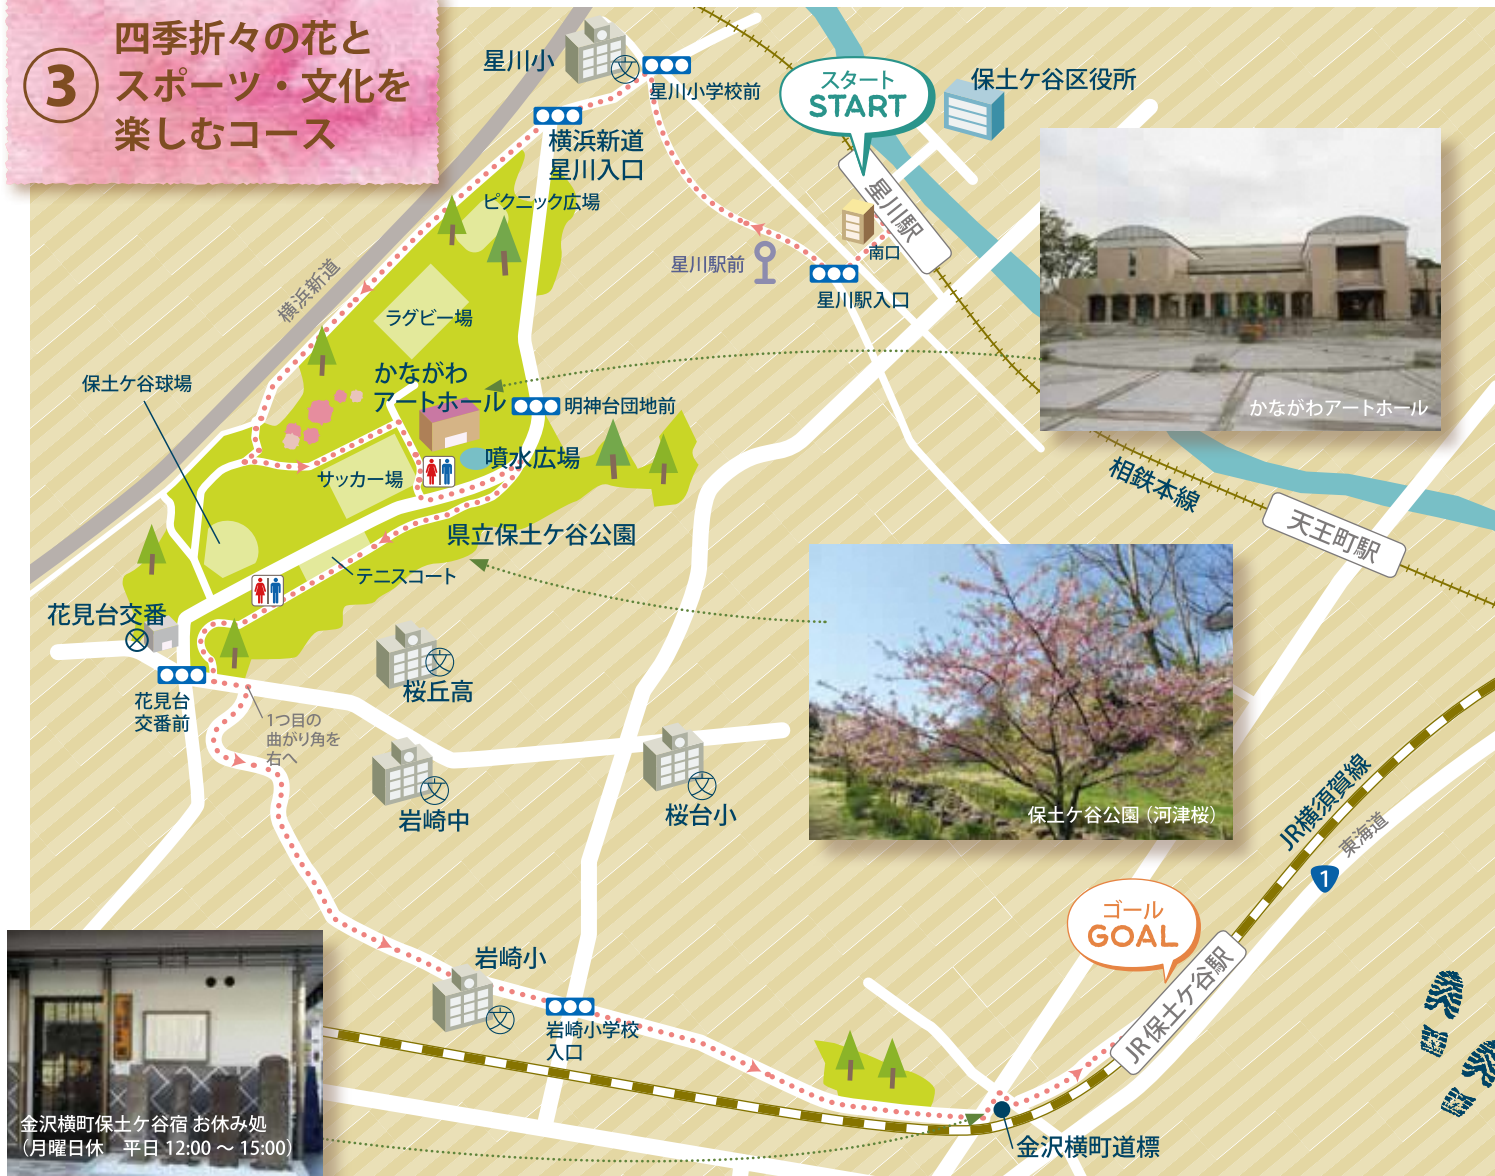 ③
四季折々の花と
スポーツ・文化を
楽しむコース
星川小
文
星川小学校前
横浜新道
星川入口
スタート
START
保土ケ谷区役所
星川駅
南口
星川駅前
星川駅入口
ピクニック広場
横浜新道
ラグビー場
保土ケ谷球場
かながわ
アートホール
明神台団地前
噴水広場
サッカー場
県立保土ケ谷公園
テニスコート
かながわアートホール
相鉄本線
天王町駅
花見台交番
花見台
交番前
1つ目の
曲がり角を
右へ
文
桜丘高
文
岩崎中
文
桜台小
保土ケ谷公園（河津桜）
JR横須賀線
東海道
1
ゴール
GOAL
JR保土ケ谷駅
岩崎小
文
岩崎小学校
入口
金沢横町道標
金沢横町保土ケ谷宿 お休み処
（月曜日休　平日 12:00 ～ 15:00）